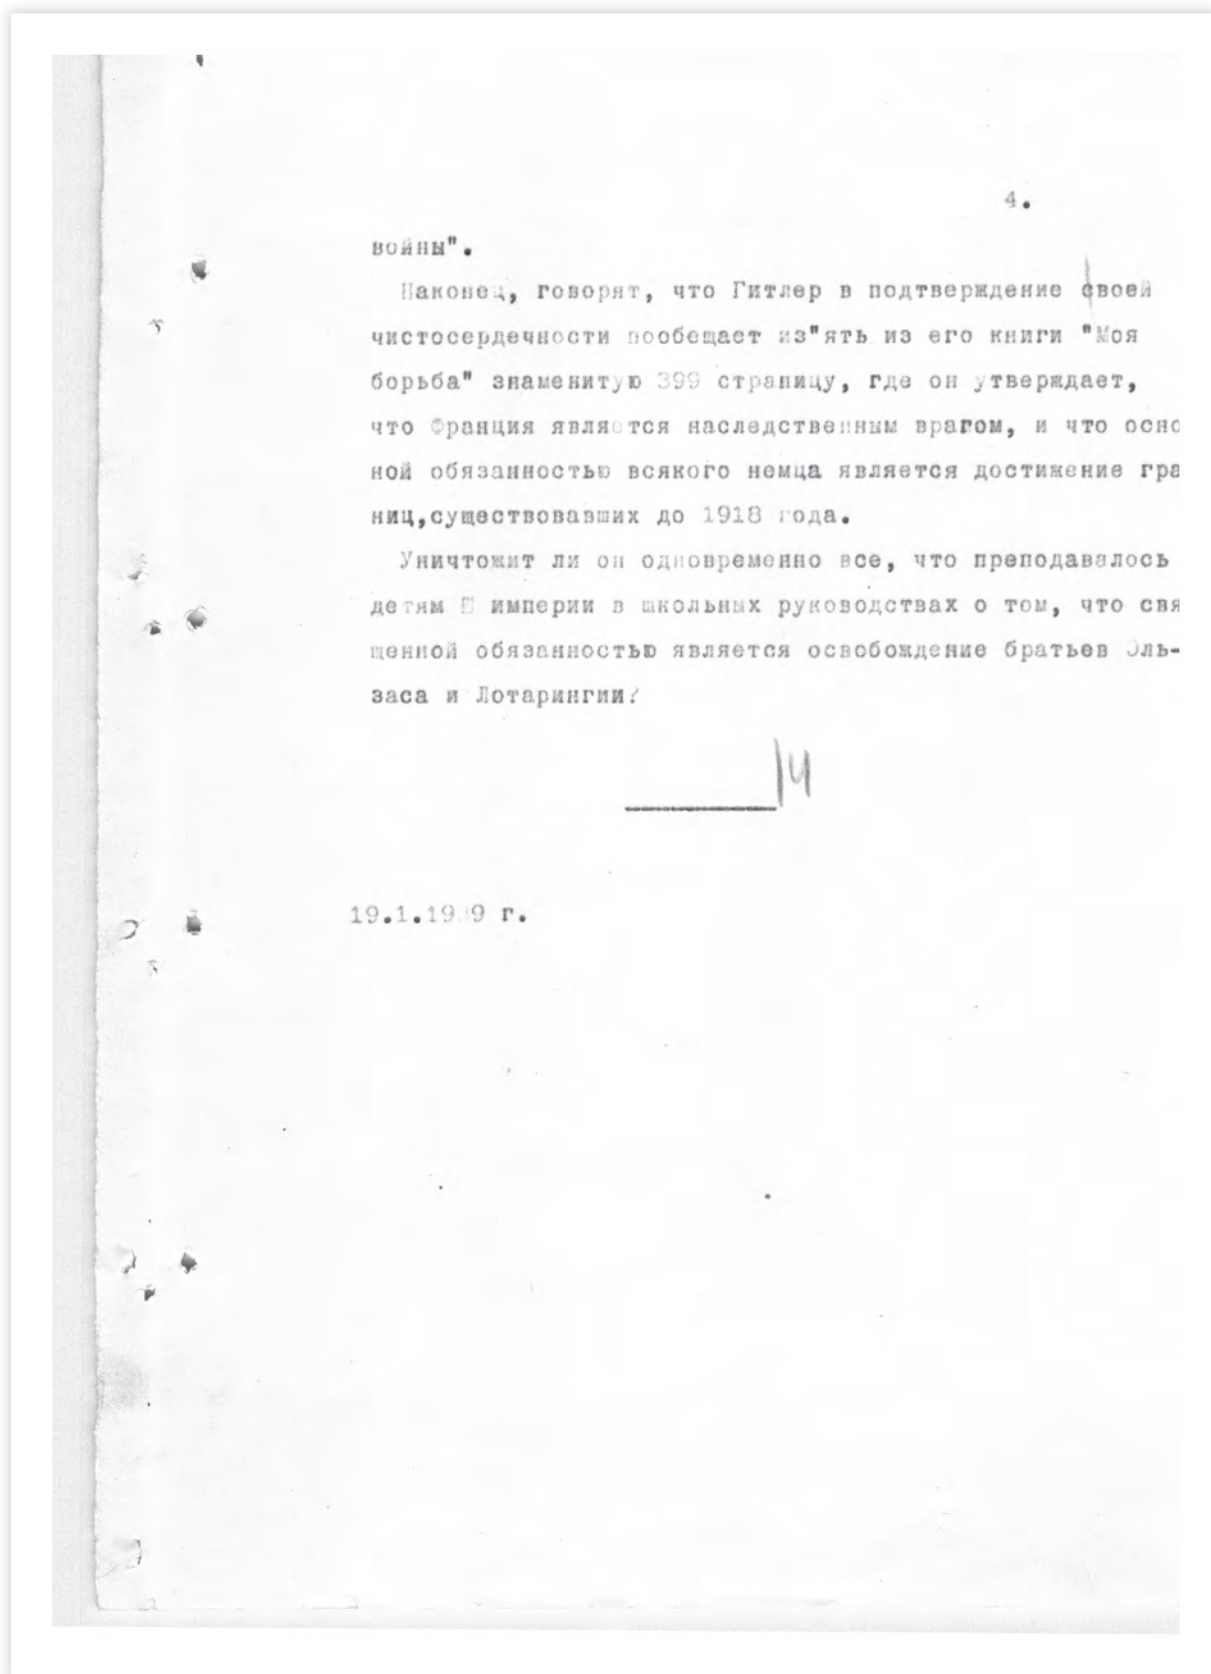 4.
войны".
Наконец, говорят, что Гитлер в подтверждение своей
чистосердечности пообещает из"ять из его книги "Моя
борьба" знаменитую 399 страницу, где он утверждает,
что Франция является наследственным врагом, и что осно
ной обязанностью всякого немца является достижение гра
ниц,существовавших до 1918 года.
Уничтожит ли он одновременно все, что преподавалось
детям Ш империи в школьных руководствах о том, что свя
щенной обязанностью является освобождение братьев Эль-
заса и Лотарингии?
19.1.1939 г.